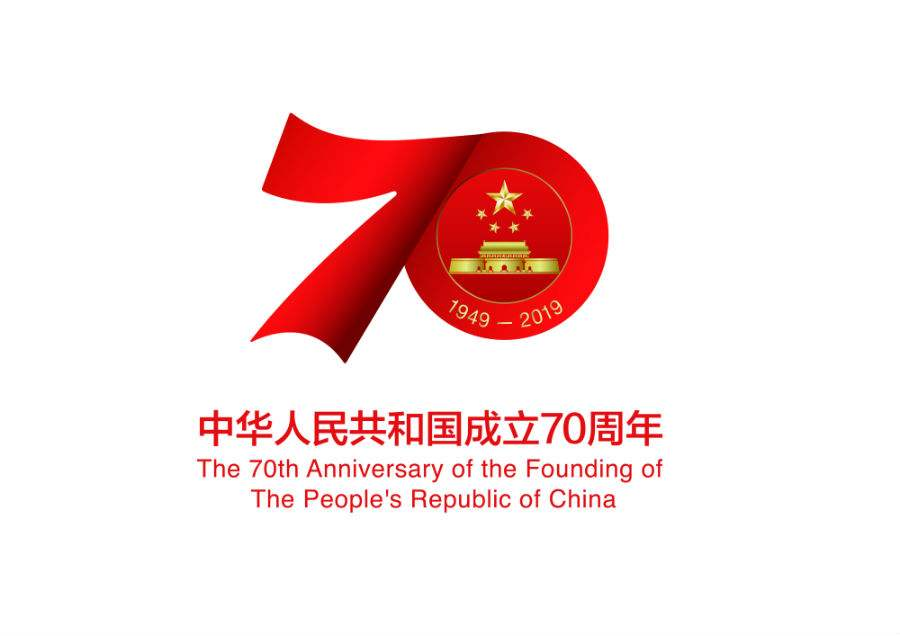 70
1949 — 2019
中华人民共和国成立70周年
The 70th Anniversary of the Founding of
The People's Republic of China